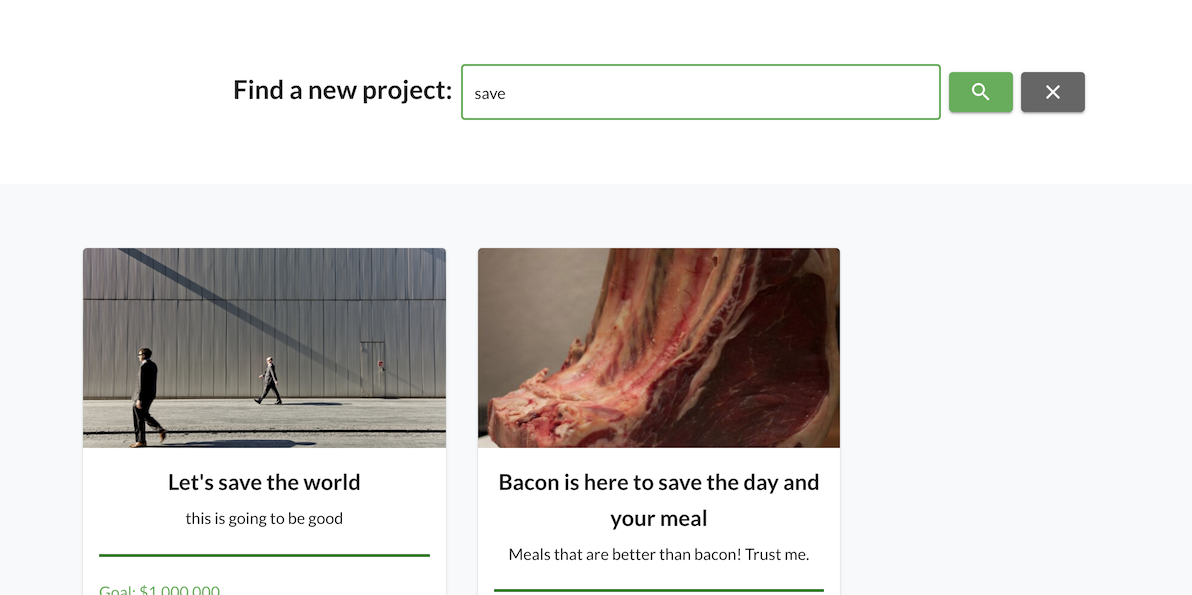 Find a new project:
save
Let's save the world
this is going to be good
Goal: $1,000,000
Bacon is here to save the day and
your meal
Meals that are better than bacon! Trust me.